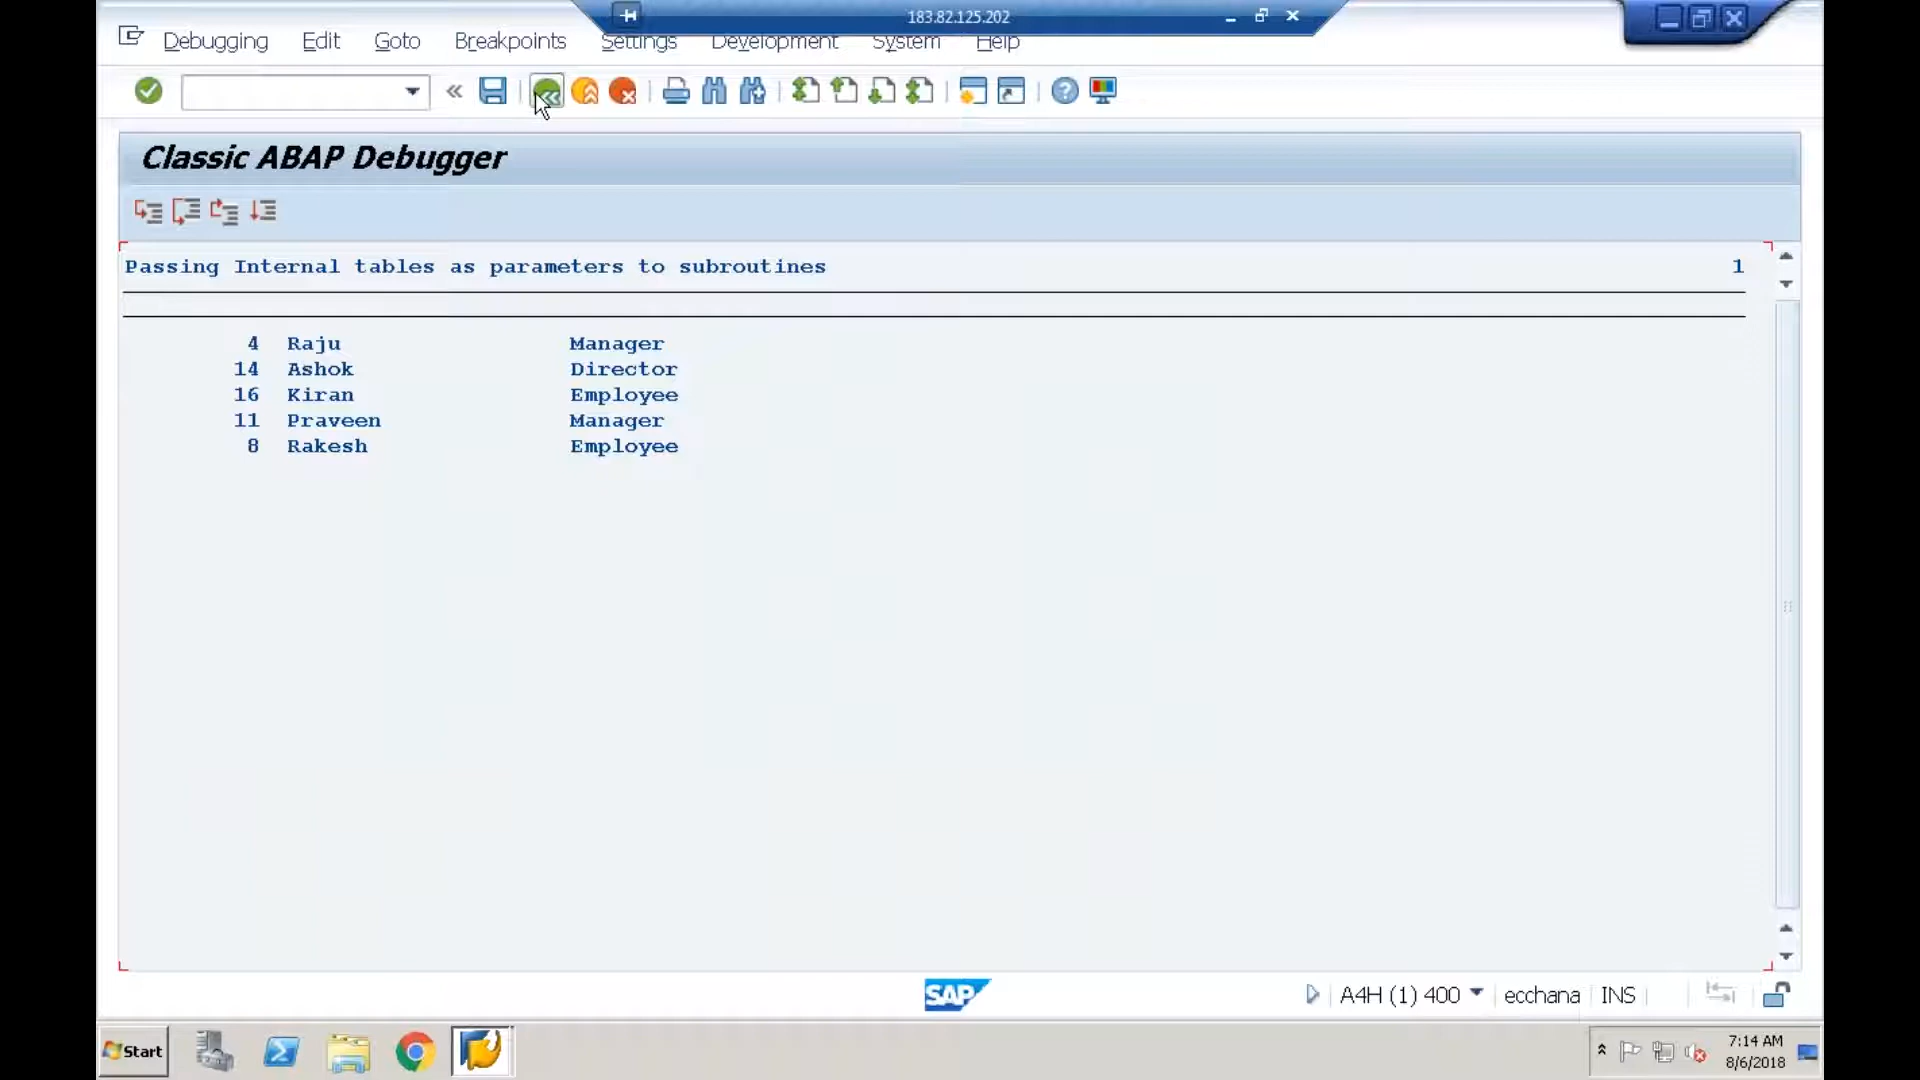 183.82.125.202
Debugging Edit Goto Breakpoints Settings Development System Help
Classic ABAP Debugger
Passing Internal tables as parameters to subroutines 1
4 Raju Manager
14 Ashok Director
16 Kiran Employee
11 Praveen Manager
8 Rakesh Employee
SAP
A4H (1) 400 ecchana INS
Start
7:14 AM
8/6/2018